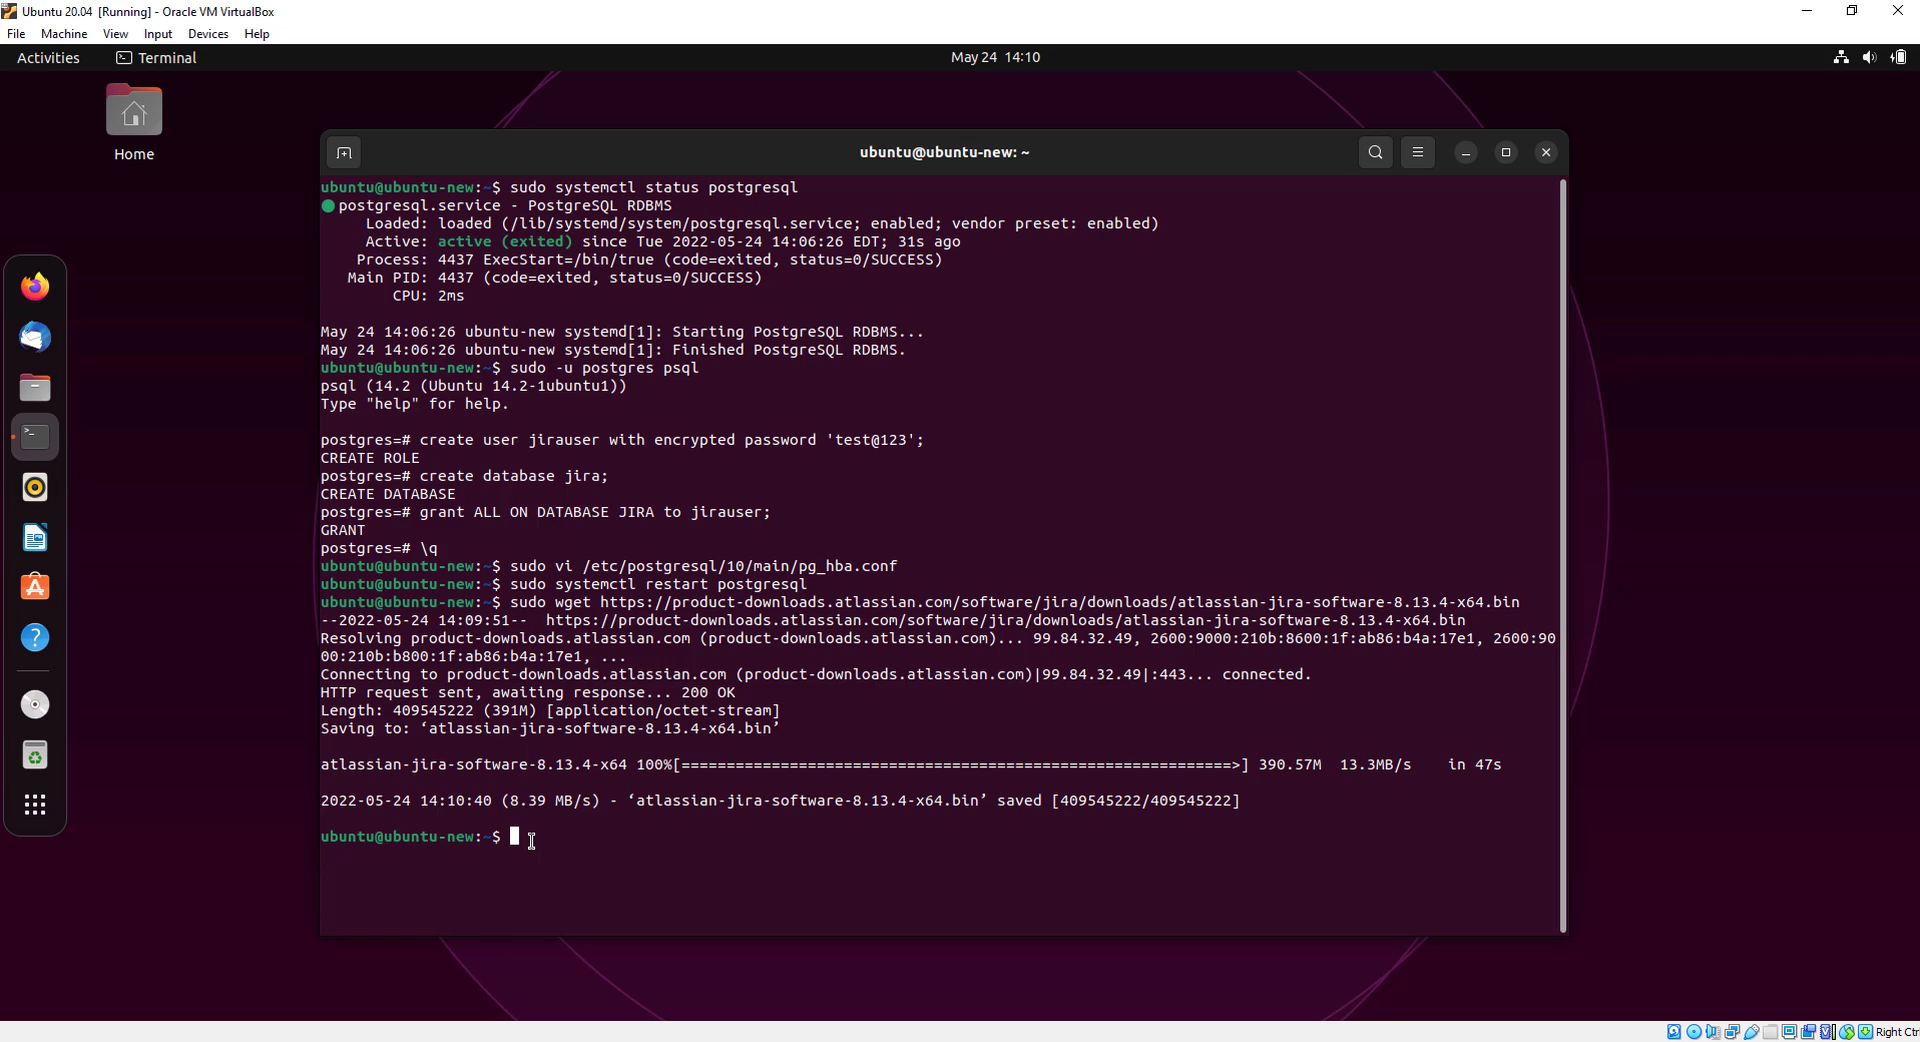 Ubuntu 20.04 [Running] - Oracle VM VirtualBox
File Machine View Input Devices Help
Activities Terminal May 24 14:10
Home
ubuntu@ubuntu-new: ~
ubuntu@ubuntu-new:~$ sudo systemctl status postgresql
postgresql.service - PostgreSQL RDBMS
Loaded: loaded (/lib/systemd/system/postgresql.service; enabled; vendor preset: enabled)
Active: active (exited) since Tue 2022-05-24 14:06:26 EDT; 31s ago
Process: 4437 ExecStart=/bin/true (code=exited, status=0/SUCCESS)
Main PID: 4437 (code=exited, status=0/SUCCESS)
CPU: 2ms
May 24 14:06:26 ubuntu-new systemd[1]: Starting PostgreSQL RDBMS...
May 24 14:06:26 ubuntu-new systemd[1]: Finished PostgreSQL RDBMS.
ubuntu@ubuntu-new:~$ sudo -u postgres psql
psql (14.2 (Ubuntu 14.2-1ubuntu1))
Type "help" for help.
postgres=# create user jirauser with encrypted password 'test@123';
CREATE ROLE
postgres=# create database jira;
CREATE DATABASE
postgres=# grant ALL ON DATABASE JIRA to jirauser;
GRANT
postgres=# \q
ubuntu@ubuntu-new:~$ sudo vi /etc/postgresql/10/main/pg_hba.conf
ubuntu@ubuntu-new:~$ sudo systemctl restart postgresql
ubuntu@ubuntu-new:~$ sudo wget https://product-downloads.atlassian.com/software/jira/downloads/atlassian-jira-software-8.13.4-x64.bin
--2022-05-24 14:09:51-- https://product-downloads.atlassian.com/software/jira/downloads/atlassian-jira-software-8.13.4-x64.bin
Resolving product-downloads.atlassian.com (product-downloads.atlassian.com)... 99.84.32.49, 2600:9000:210b:8600:1f:ab86:b4a:17e1, 2600:90
00:210b:b800:1f:ab86:b4a:17e1, ...
Connecting to product-downloads.atlassian.com (product-downloads.atlassian.com)|99.84.32.49|:443... connected.
HTTP request sent, awaiting response... 200 OK
Length: 409545222 (391M) [application/octet-stream]
Saving to: ‘atlassian-jira-software-8.13.4-x64.bin’
atlassian-jira-software-8.13.4-x64 100%[=============================================================>] 390.57M 13.3MB/s in 47s
2022-05-24 14:10:40 (8.39 MB/s) - ‘atlassian-jira-software-8.13.4-x64.bin’ saved [409545222/409545222]
ubuntu@ubuntu-new:~$
Right Ctrl